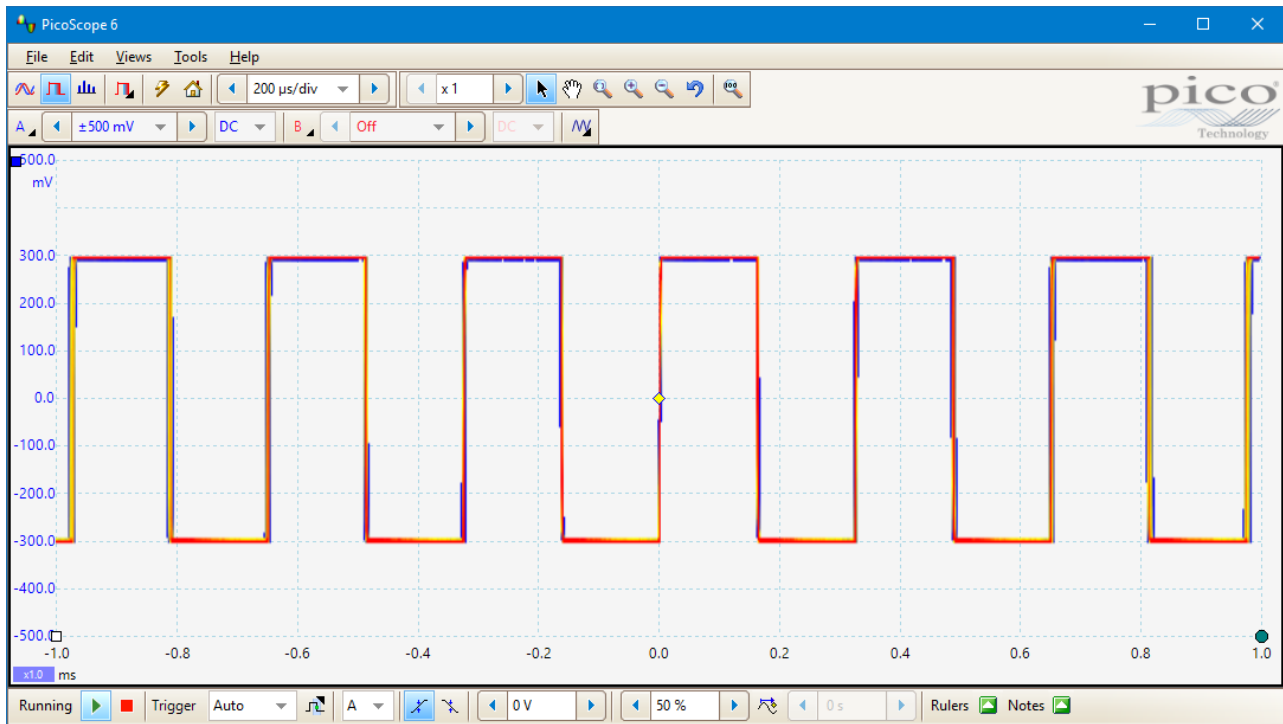 PicoScope 6
File Edit Views Tools Help
200 µs/div x 1
pico
Technology
A ±500 mV DC B Off DC
500.0
mV
300.0
200.0
100.0
0.0
-100.0
-200.0
-300.0
-400.0
-500.0
-1.0 -0.8 -0.6 -0.4 -0.2 0.0 0.2 0.4 0.6 0.8 1.0
x1.0 ms
Running Trigger Auto A 0 V 50 % 0 s Rulers Notes